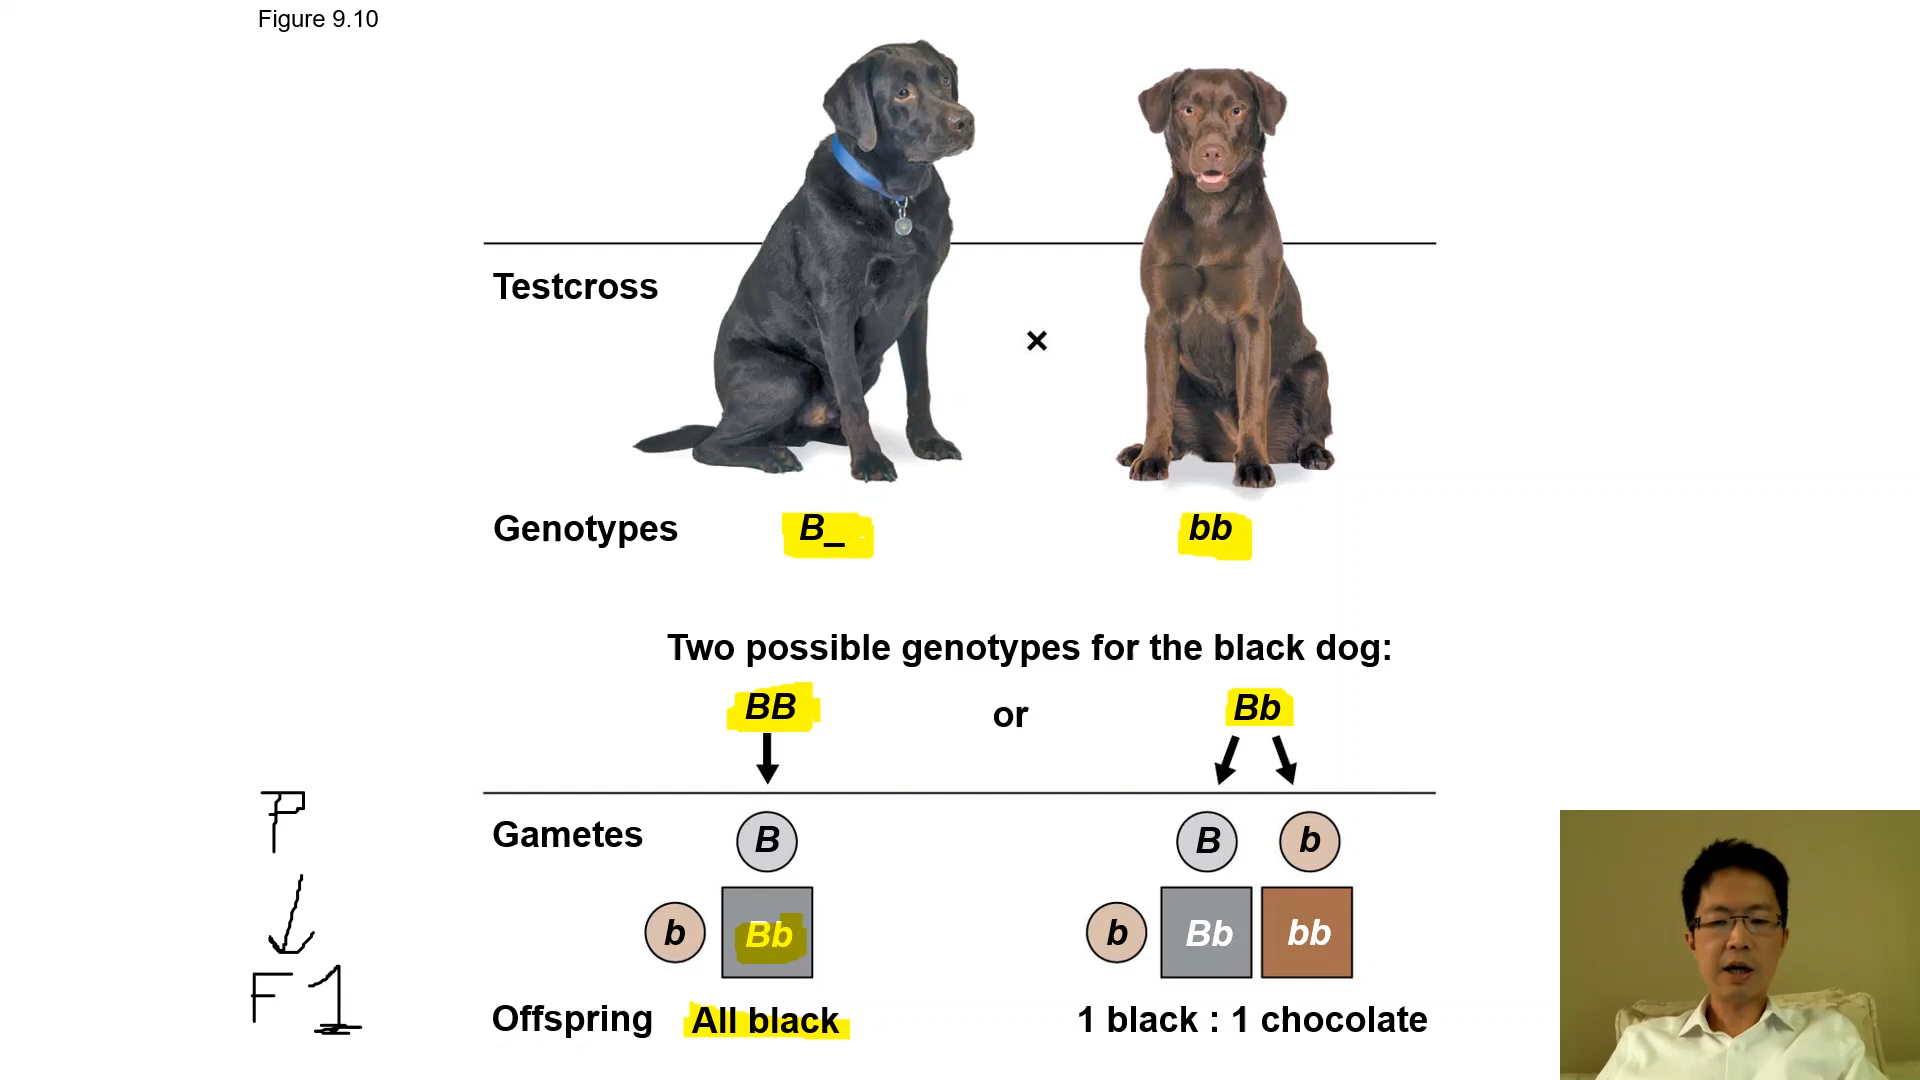 Figure 9.10
Testcross
×
Genotypes B_ bb
Two possible genotypes for the black dog:
BB or Bb
P
Gametes B B b
b Bb b Bb bb
F1
Offspring All black 1 black : 1 chocolate